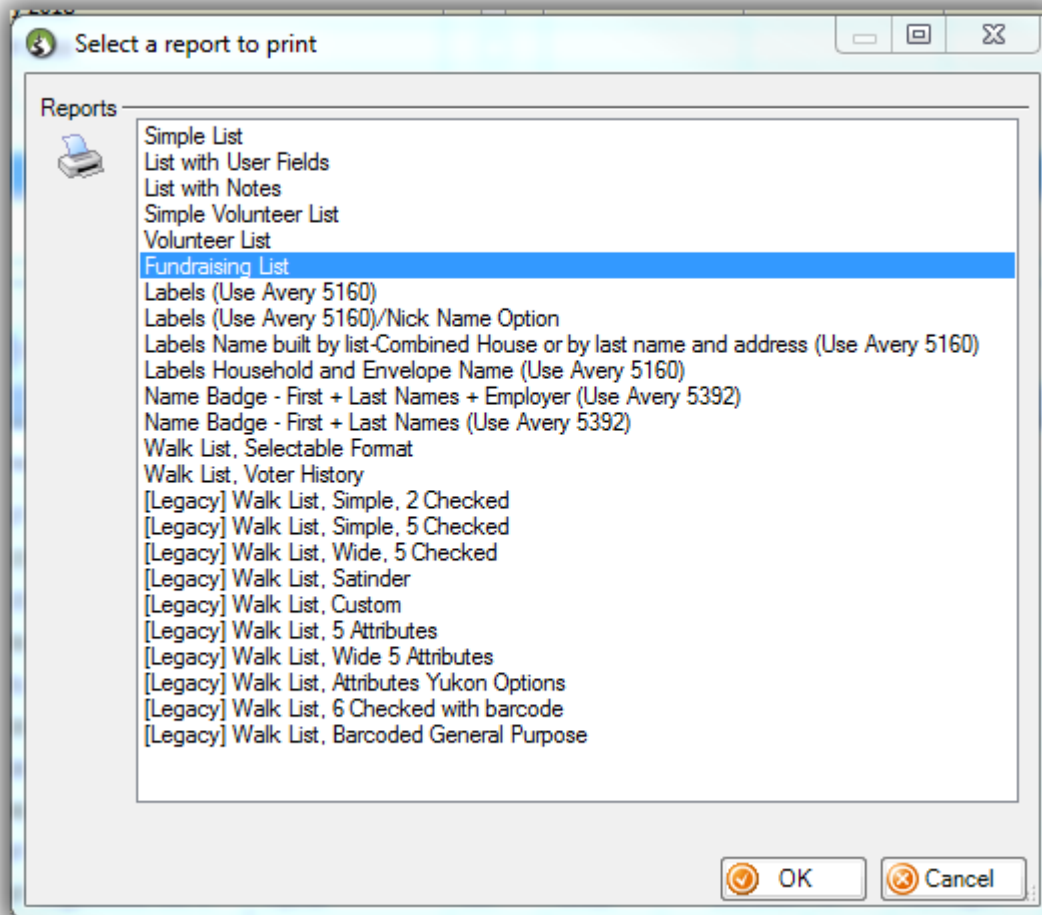 Select a report to print
Reports
Simple List
List with User Fields
List with Notes
Simple Volunteer List
Volunteer List
Fundraising List
Labels (Use Avery 5160)
Labels (Use Avery 5160)/Nick Name Option
Labels Name built by list-Combined House or by last name and address (Use Avery 5160)
Labels Household and Envelope Name (Use Avery 5160)
Name Badge - First + Last Names + Employer (Use Avery 5392)
Name Badge - First + Last Names (Use Avery 5392)
Walk List, Selectable Format
Walk List, Voter History
[Legacy] Walk List, Simple, 2 Checked
[Legacy] Walk List, Simple, 5 Checked
[Legacy] Walk List, Wide, 5 Checked
[Legacy] Walk List, Satinder
[Legacy] Walk List, Custom
[Legacy] Walk List, 5 Attributes
[Legacy] Walk List, Wide 5 Attributes
[Legacy] Walk List, Attributes Yukon Options
[Legacy] Walk List, 6 Checked with barcode
[Legacy] Walk List, Barcoded General Purpose
OK Cancel